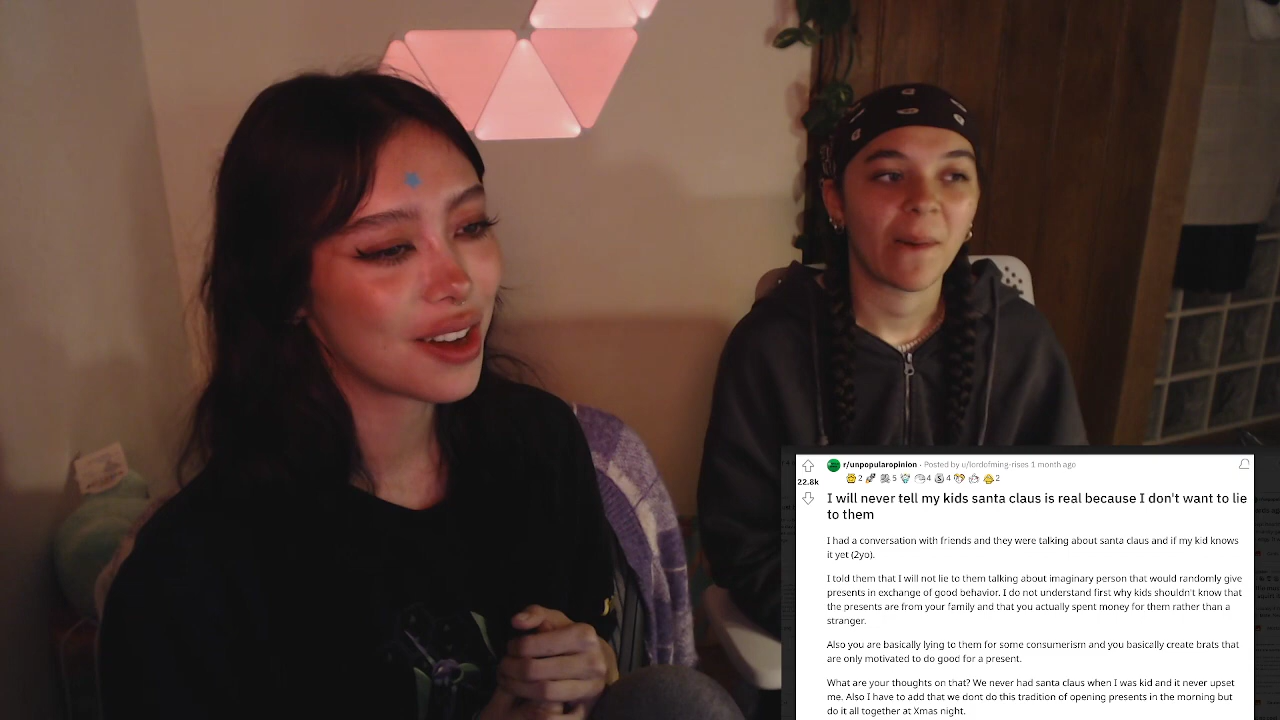 r/unpopularopinion · Posted by u/lordofming-rises 1 month ago
22.8k
2 5 4 4 2
I will never tell my kids santa claus is real because I don't want to lie
to them
I had a conversation with friends and they were talking about santa claus and if my kid knows
it yet (2yo).
I told them that I will not lie to them talking about imaginary person that would randomly give
presents in exchange of good behavior. I do not understand first why kids shouldn't know that
the presents are from your family and that you actually spent money for them rather than a
stranger.
Also you are basically lying to them for some consumerism and you basically create brats that
are only motivated to do good for a present.
What are your thoughts on that? We never had santa claus when I was kid and it never upset
me. Also I have to add that we dont do this tradition of opening presents in the morning but
do it all together at Xmas night.